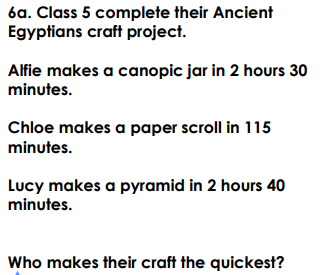 6a. Class 5 complete their Ancient
Egyptians craft project.
Alfie makes a canopic jar in 2 hours 30
minutes.
Chloe makes a paper scroll in 115
minutes.
Lucy makes a pyramid in 2 hours 40
minutes.
Who makes their craft the quickest?